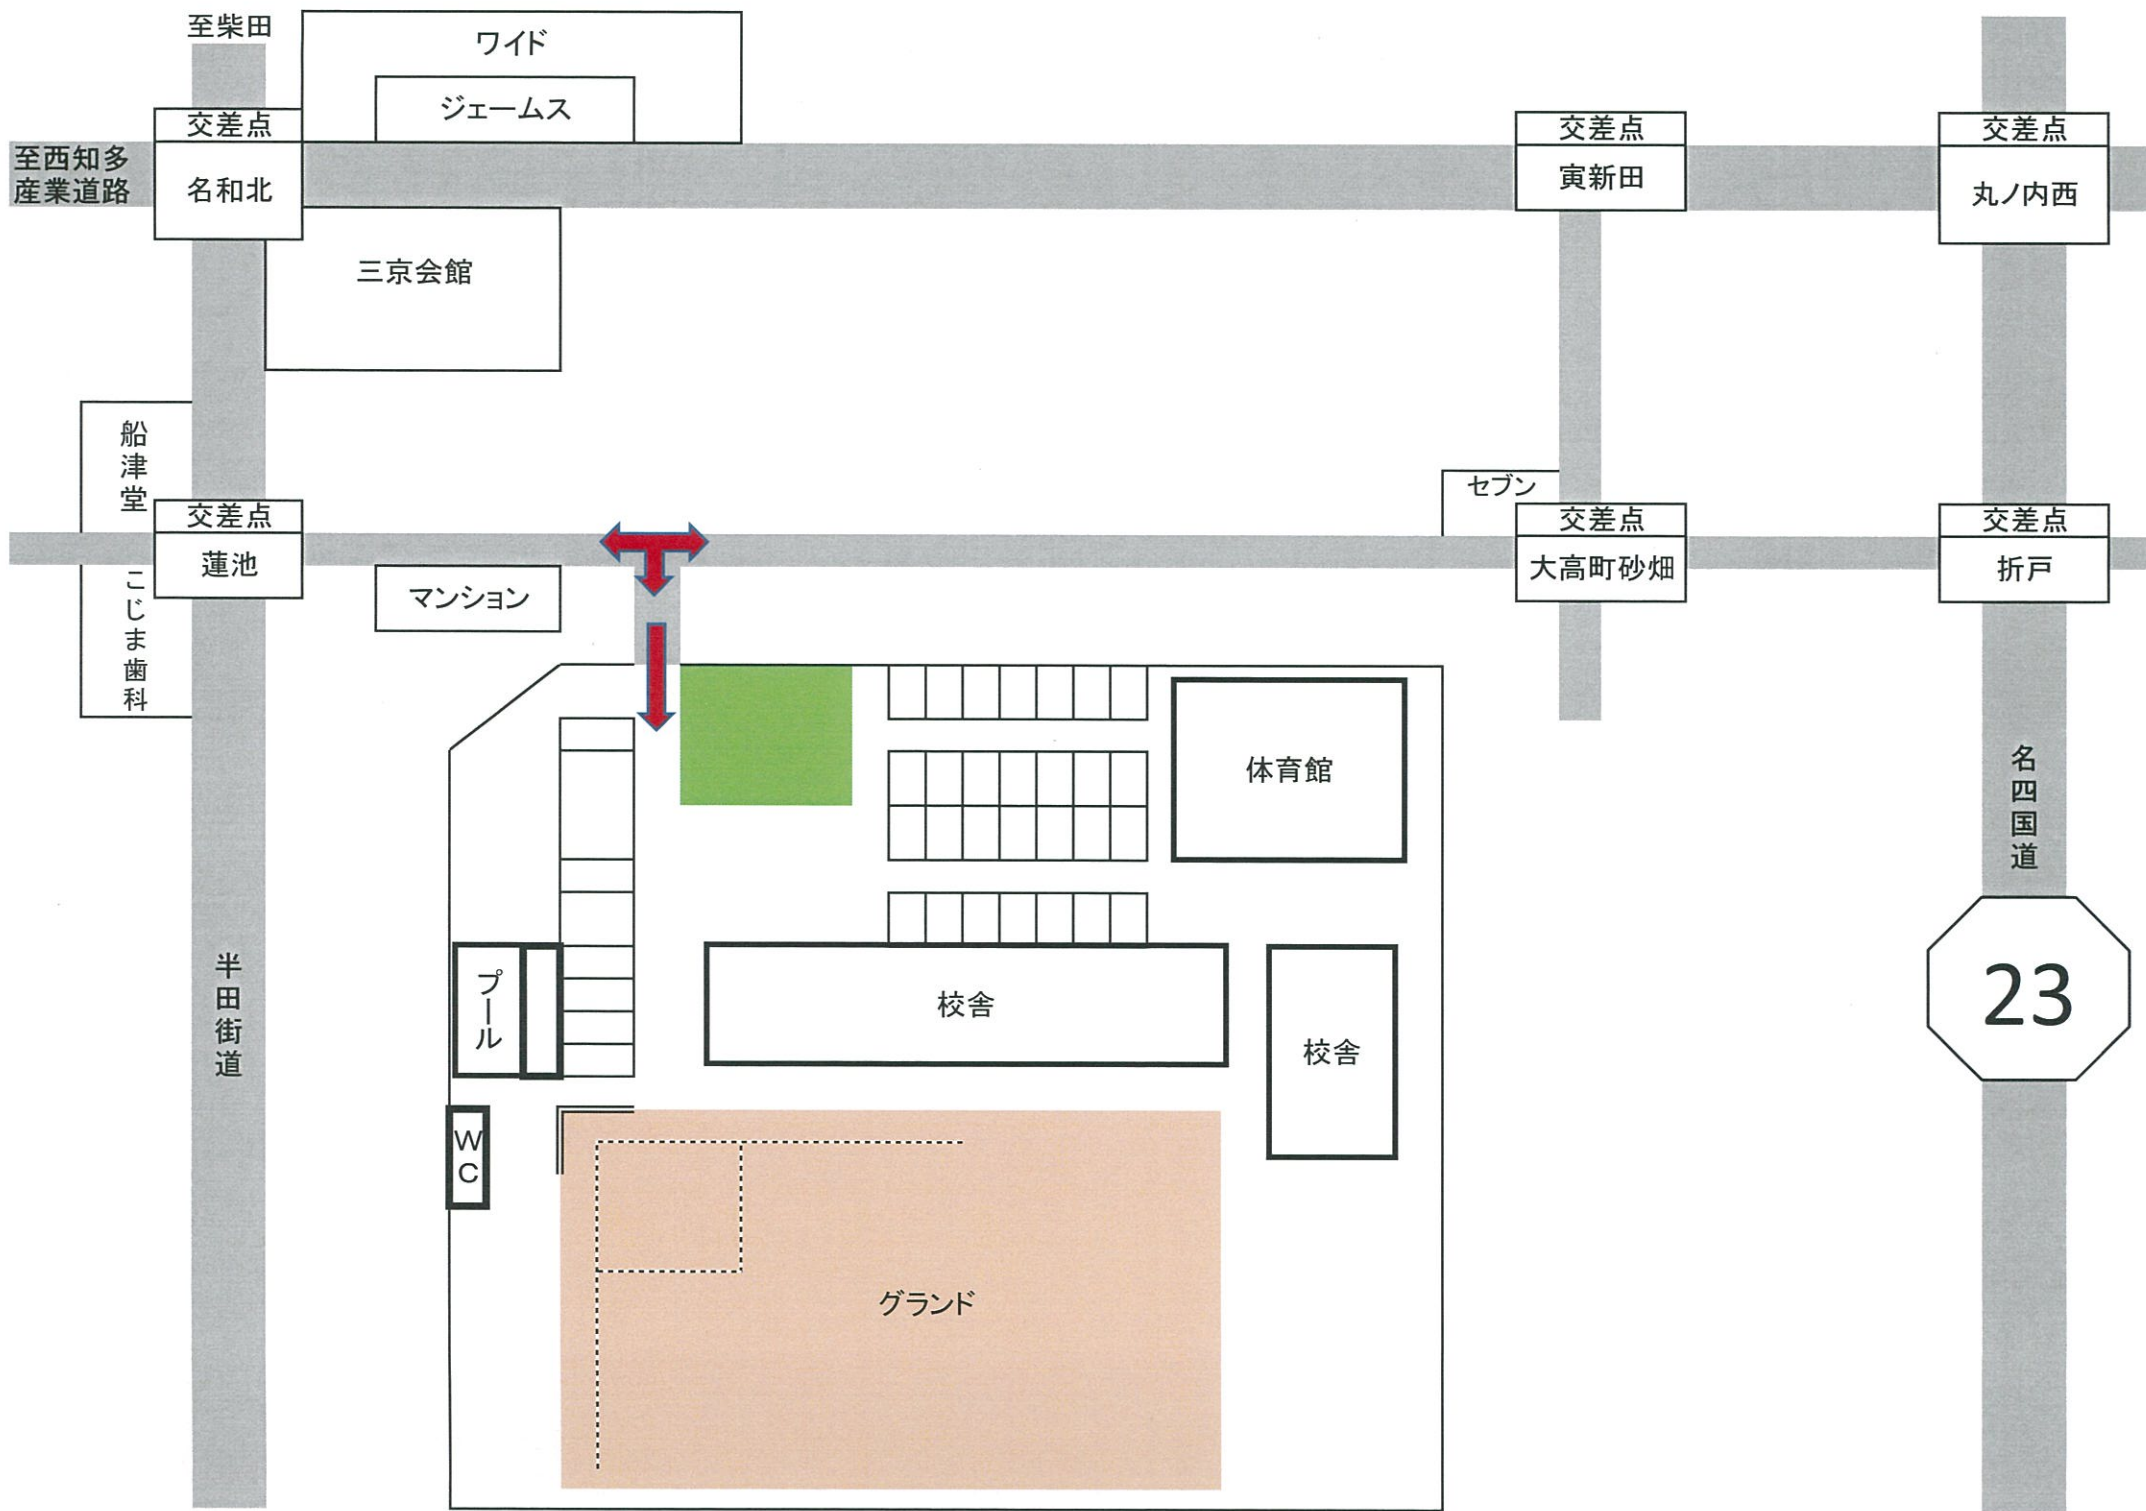 至柴田
ワイド
ジェームス
交差点
名和北
至西知多
産業道路
交差点
寅新田
交差点
丸ノ内西
三京会館
船津堂
交差点
蓮池
セブン
交差点
大高町砂畑
交差点
折戸
こじま歯科
マンション
体育館
名四国道
半田街道
プール
校舎
校舎
23
WC
グランド